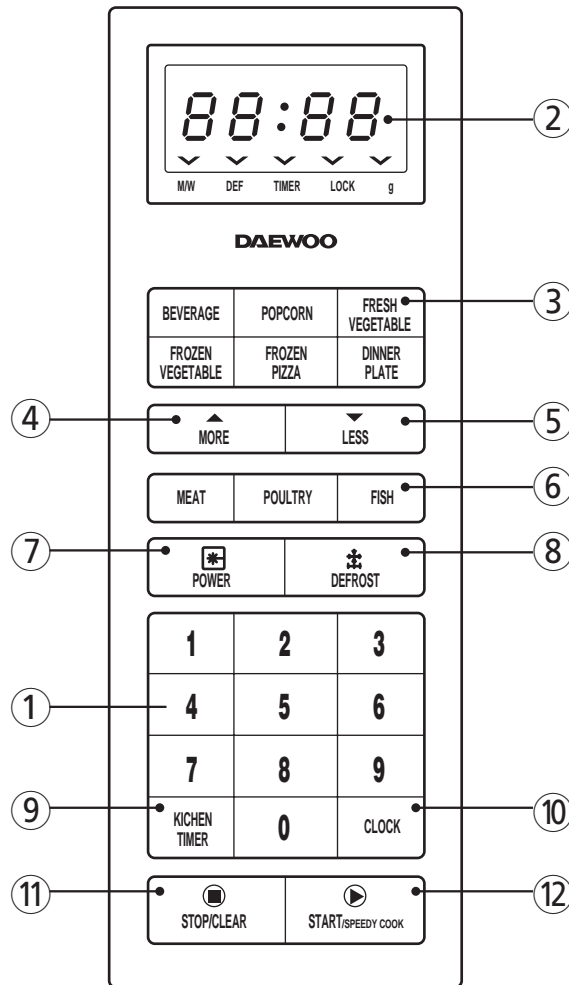 88:88
②
M/W DEF TIMER LOCK g
DAEWOO
BEVERAGE POPCORN FRESH VEGETABLE ③
FROZEN VEGETABLE FROZEN PIZZA DINNER PLATE
④ MORE LESS ⑤
MEAT POULTRY FISH ⑥
⑦ POWER DEFROST ⑧
1 2 3
① 4 5 6
7 8 9
⑨ KICHEN TIMER 0 CLOCK ⑩
⑪ STOP/CLEAR START/SPEEDY COOK ⑫